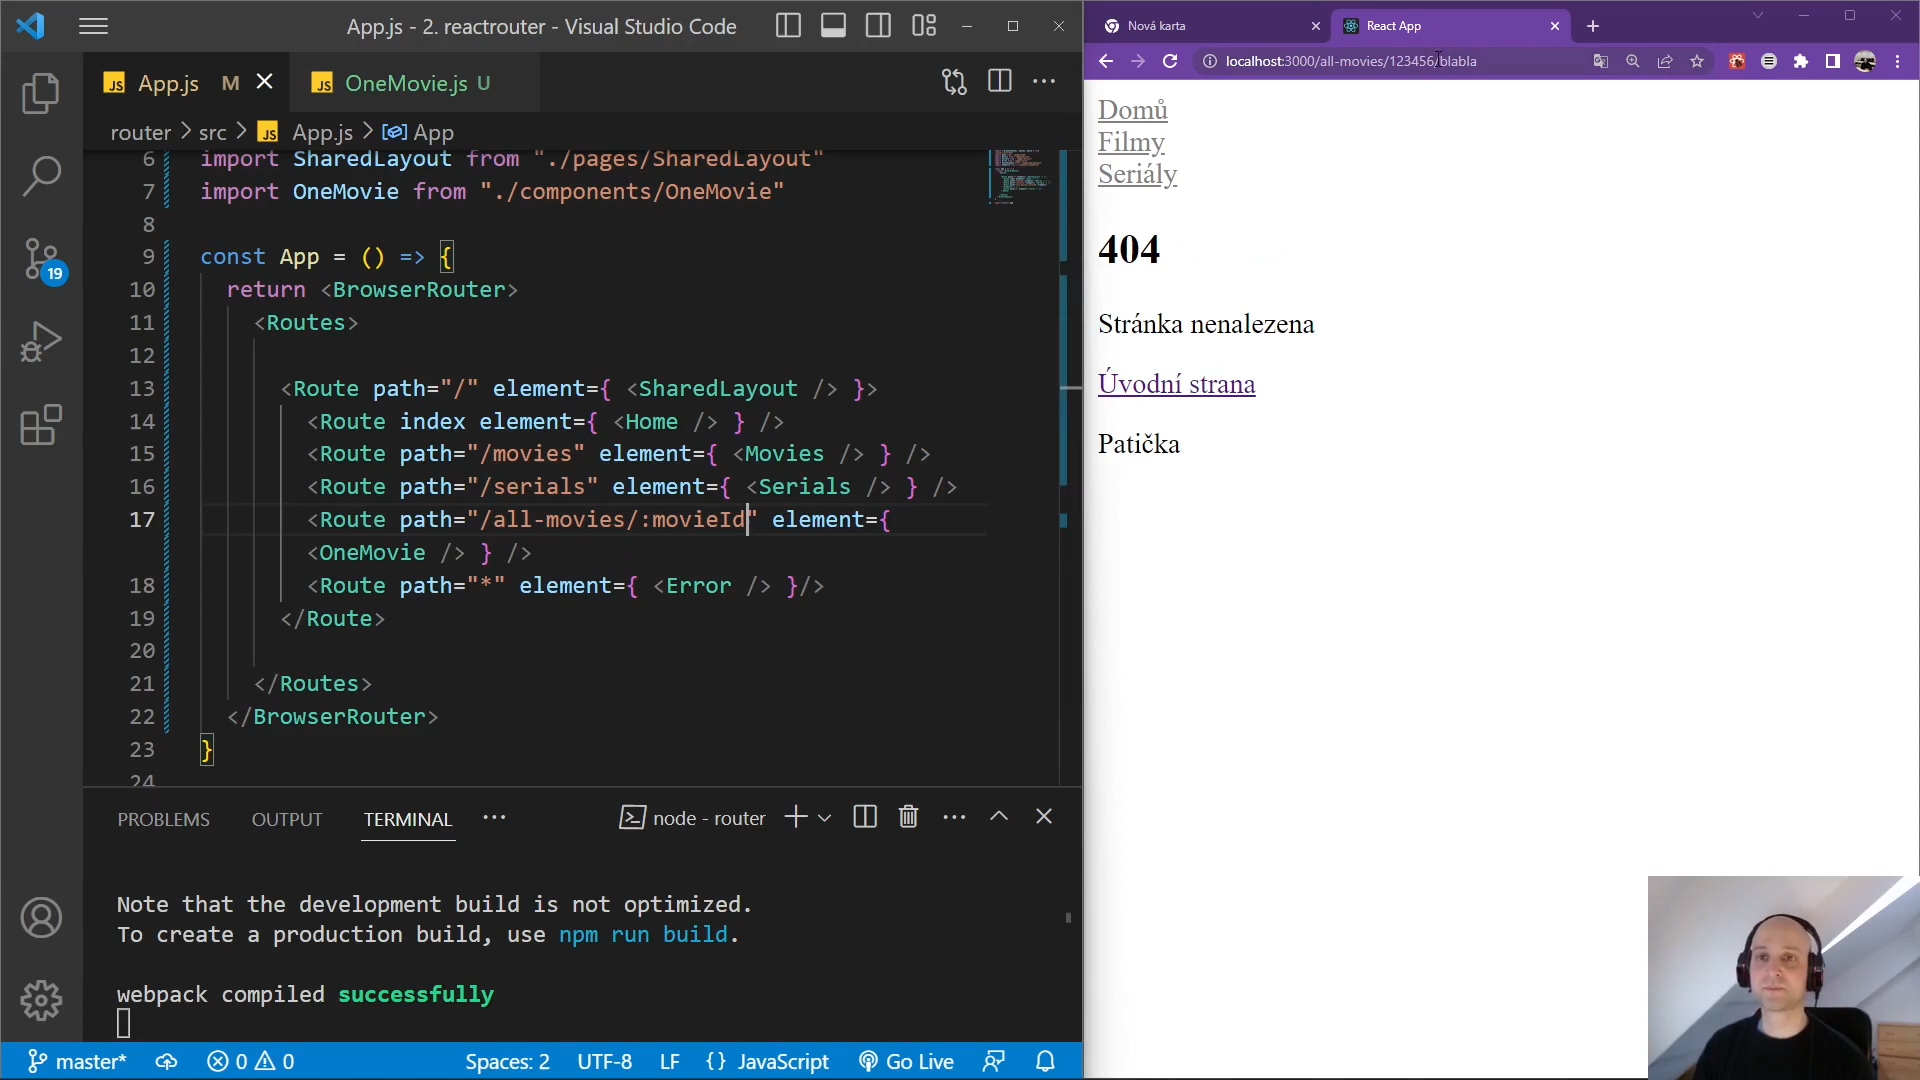 App.js - 2. reactrouter - Visual Studio Code
App.js M
OneMovie.js U
router > src > App.js > App
6 import SharedLayout from "./pages/SharedLayout"
7 import OneMovie from "./components/OneMovie"
8
9 const App = () => {
10 return <BrowserRouter>
11 <Routes>
12
13 <Route path="/" element={ <SharedLayout /> }>
14 <Route index element={ <Home /> } />
15 <Route path="/movies" element={ <Movies /> } />
16 <Route path="/serials" element={ <Serials /> } />
17 <Route path="/all-movies/:movieId" element={
<OneMovie /> } />
18 <Route path="*" element={ <Error /> }/>
19 </Route>
20
21 </Routes>
22 </BrowserRouter>
23 }
24
19
PROBLEMS OUTPUT TERMINAL
node - router
Note that the development build is not optimized.
To create a production build, use npm run build.
webpack compiled successfully
master* 0 0 Spaces: 2 UTF-8 LF {} JavaScript Go Live
Nová karta
React App
localhost:3000/all-movies/123456/blabla
Domů
Filmy
Seriály
404
Stránka nenalezena
Úvodní strana
Patička